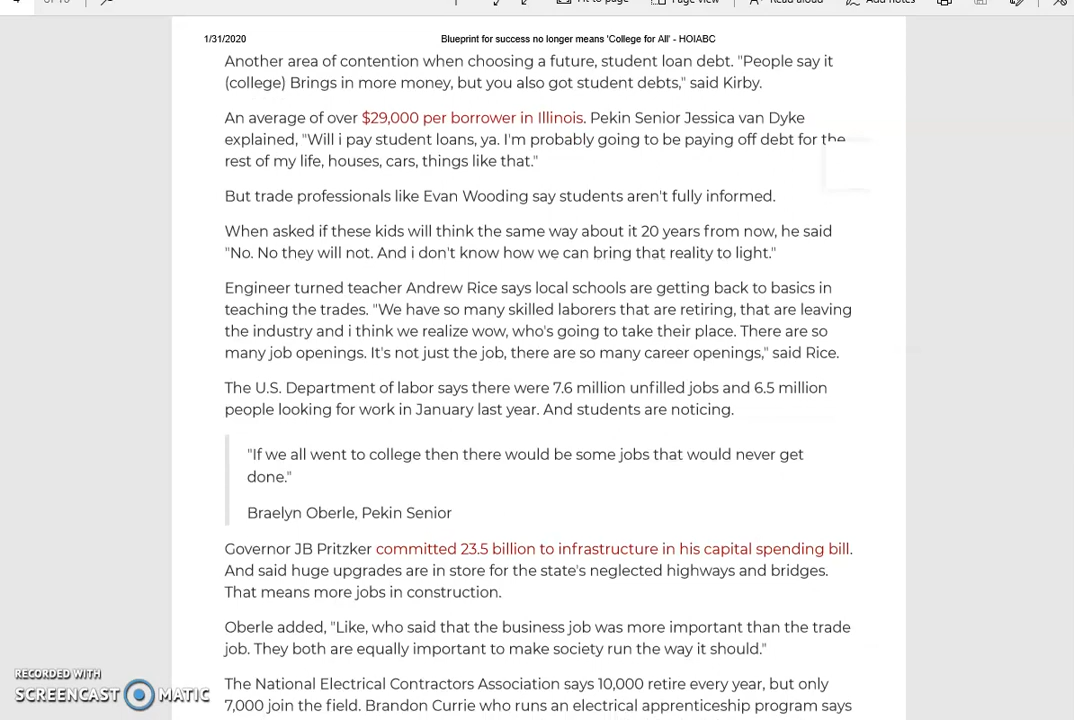 Fit to page
Page view
Read aloud
Add notes
1/31/2020
Blueprint for success no longer means 'College for All' - HOIABC
Another area of contention when choosing a future, student loan debt. "People say it
(college) Brings in more money, but you also got student debts," said Kirby.
An average of over $29,000 per borrower in Illinois. Pekin Senior Jessica van Dyke
explained, "Will i pay student loans, ya. I'm probably going to be paying off debt for the
rest of my life, houses, cars, things like that."
But trade professionals like Evan Wooding say students aren't fully informed.
When asked if these kids will think the same way about it 20 years from now, he said
"No. No they will not. And i don't know how we can bring that reality to light."
Engineer turned teacher Andrew Rice says local schools are getting back to basics in
teaching the trades. "We have so many skilled laborers that are retiring, that are leaving
the industry and i think we realize wow, who's going to take their place. There are so
many job openings. It's not just the job, there are so many career openings," said Rice.
The U.S. Department of labor says there were 7.6 million unfilled jobs and 6.5 million
people looking for work in January last year. And students are noticing.
"If we all went to college then there would be some jobs that would never get
done."
Braelyn Oberle, Pekin Senior
Governor JB Pritzker committed 23.5 billion to infrastructure in his capital spending bill.
And said huge upgrades are in store for the state's neglected highways and bridges.
That means more jobs in construction.
Oberle added, "Like, who said that the business job was more important than the trade
job. They both are equally important to make society run the way it should."
The National Electrical Contractors Association says 10,000 retire every year, but only
7,000 join the field. Brandon Currie who runs an electrical apprenticeship program says
RECORDED WITH
SCREENCAST MATIC